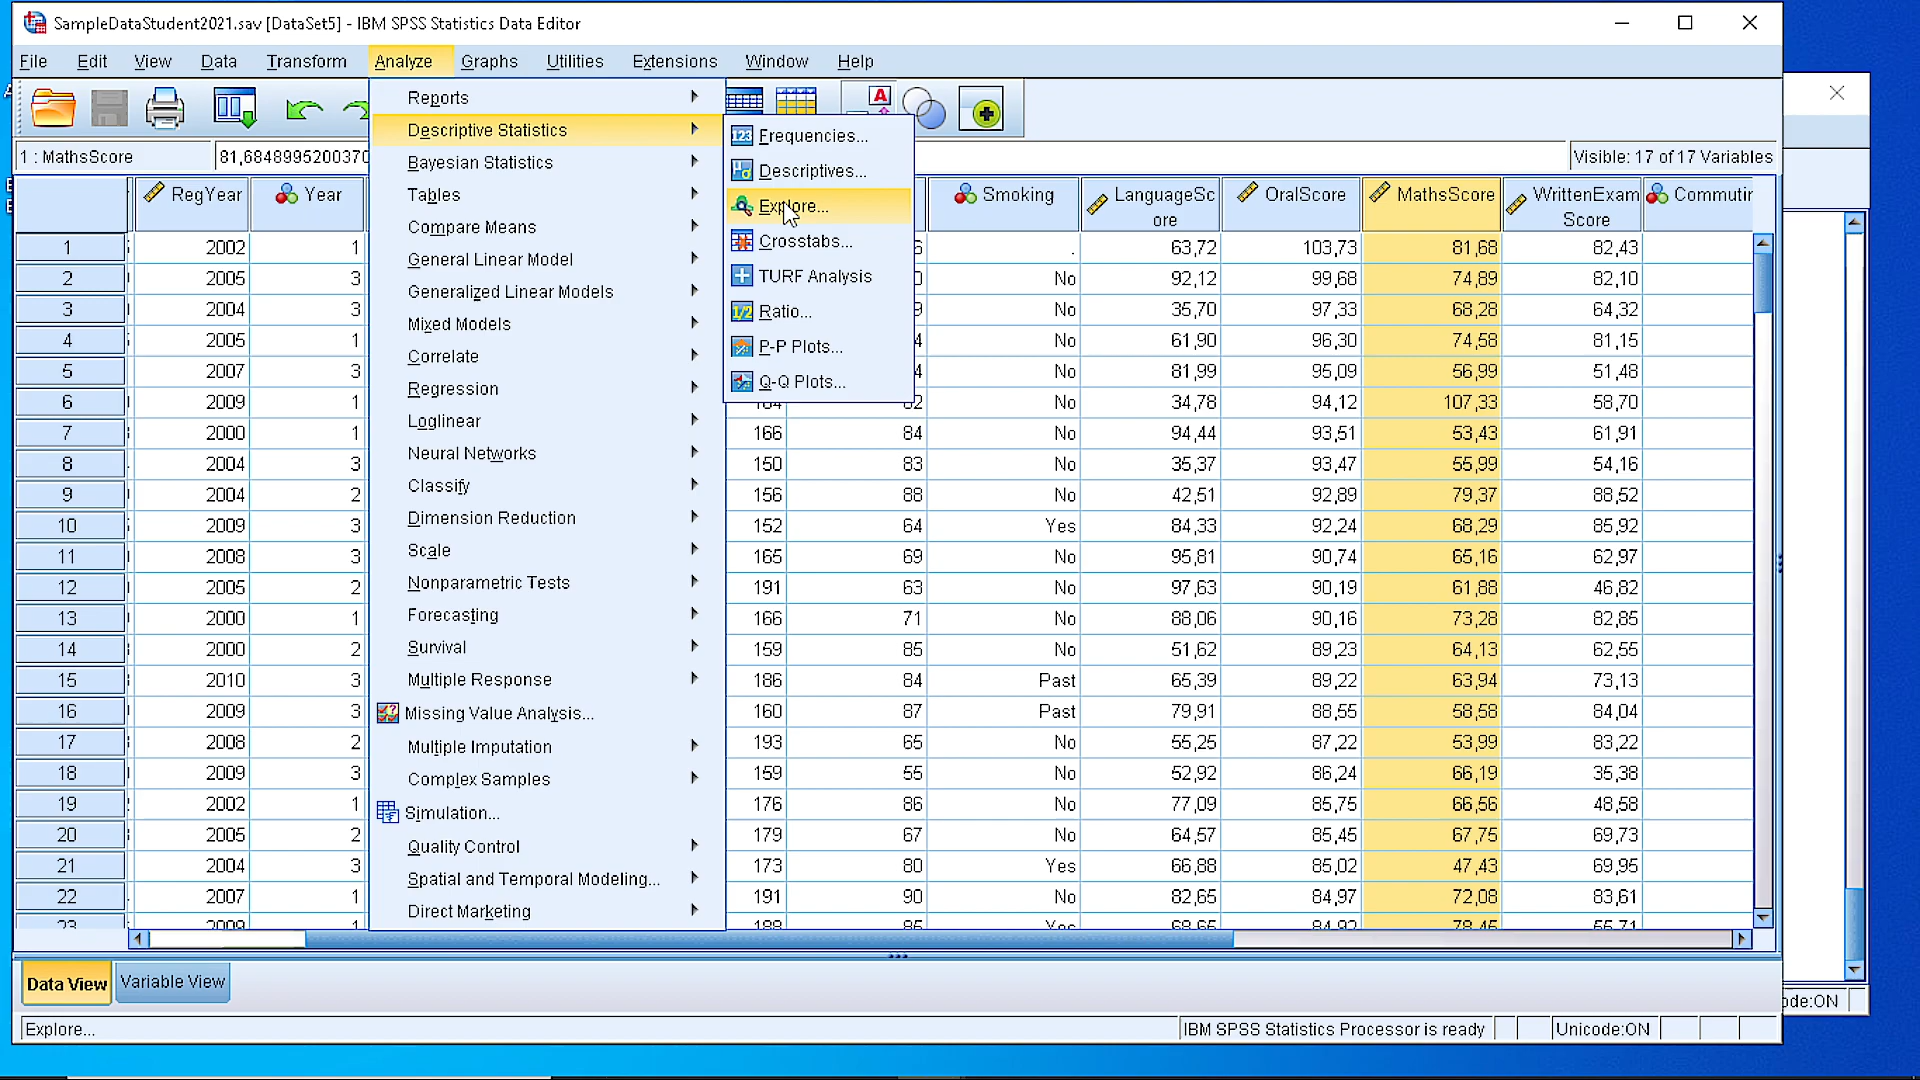 SampleDataStudent2021.sav [DataSet5] - IBM SPSS Statistics Data Editor
File Edit View Data Transform Analyze Graphs Utilities Extensions Window Help
1 : MathsScore 81,6848995200370 Visible: 17 of 17 Variables
Reports
Descriptive Statistics
Bayesian Statistics
Tables
Compare Means
General Linear Model
Generalized Linear Models
Mixed Models
Correlate
Regression
Loglinear
Neural Networks
Classify
Dimension Reduction
Scale
Nonparametric Tests
Forecasting
Survival
Multiple Response
Missing Value Analysis...
Multiple Imputation
Complex Samples
Simulation...
Quality Control
Spatial and Temporal Modeling...
Direct Marketing
Frequencies...
Descriptives...
Explore...
Crosstabs...
TURF Analysis
Ratio...
P-P Plots...
Q-Q Plots...
RegYear Year Smoking LanguageSc
ore OralScore MathsScore WrittenExam
Score Commutir
1 2002 1 6 . 63,72 103,73 81,68 82,43
2 2005 3 0 No 92,12 99,68 74,89 82,10
3 2004 3 9 No 35,70 97,33 68,28 64,32
4 2005 1 4 No 61,90 96,30 74,58 81,15
5 2007 3 4 No 81,99 95,09 56,99 51,48
6 2009 1 No 34,78 94,12 107,33 58,70
7 2000 1 166 84 No 94,44 93,51 53,43 61,91
8 2004 3 150 83 No 35,37 93,47 55,99 54,16
9 2004 2 156 88 No 42,51 92,89 79,37 88,52
10 2009 3 152 64 Yes 84,33 92,24 68,29 85,92
11 2008 3 165 69 No 95,81 90,74 65,16 62,97
12 2005 2 191 63 No 97,63 90,19 61,88 46,82
13 2000 1 166 71 No 88,06 90,16 73,28 82,85
14 2000 2 159 85 No 51,62 89,23 64,13 62,55
15 2010 3 186 84 Past 65,39 89,22 63,94 73,13
16 2009 3 160 87 Past 79,91 88,55 58,58 84,04
17 2008 2 193 65 No 55,25 87,22 53,99 83,22
18 2009 3 159 55 No 52,92 86,24 66,19 35,38
19 2002 1 176 86 No 77,09 85,75 66,56 48,58
20 2005 2 179 67 No 64,57 85,45 67,75 69,73
21 2004 3 173 80 Yes 66,88 85,02 47,43 69,95
22 2007 1 191 90 No 82,65 84,97 72,08 83,61
Data View Variable View
Explore... IBM SPSS Statistics Processor is ready Unicode:ON
ode:ON